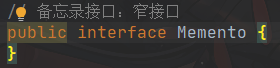 // 备忘录接口：窄接口
public interface Memento {
}